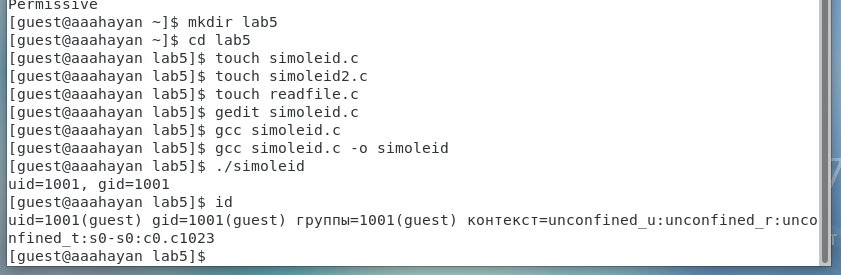 Permissive
[guest@aaahayan ~]$ mkdir lab5
[guest@aaahayan ~]$ cd lab5
[guest@aaahayan lab5]$ touch simoleid.c
[guest@aaahayan lab5]$ touch simoleid2.c
[guest@aaahayan lab5]$ touch readfile.c
[guest@aaahayan lab5]$ gedit simoleid.c
[guest@aaahayan lab5]$ gcc simoleid.c
[guest@aaahayan lab5]$ gcc simoleid.c -o simoleid
[guest@aaahayan lab5]$ ./simoleid
uid=1001, gid=1001
[guest@aaahayan lab5]$ id
uid=1001(guest) gid=1001(guest) группы=1001(guest) контекст=unconfined_u:unconfined_r:unco
nfined_t:s0-s0:c0.c1023
[guest@aaahayan lab5]$